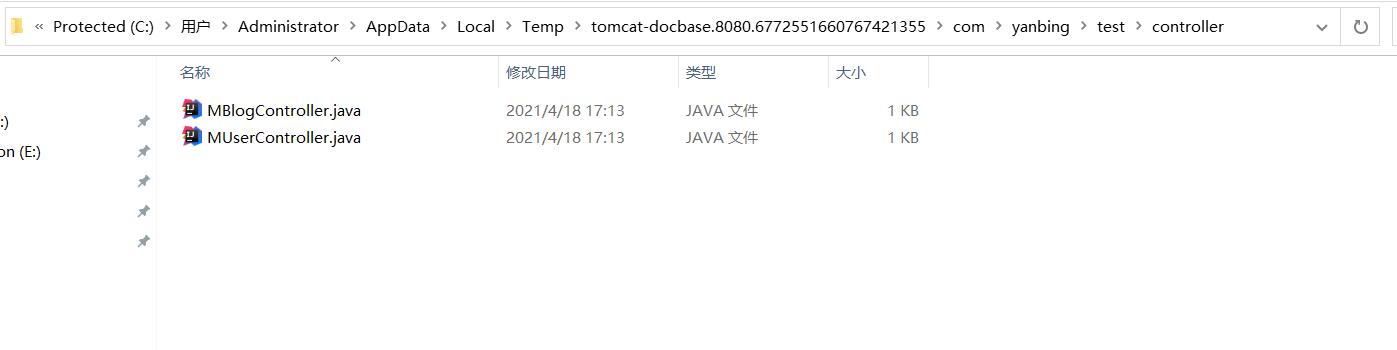 « Protected (C:) > 用户 > Administrator > AppData > Local > Temp > tomcat-docbase.8080.6772551660767421355 > com > yanbing > test > controller
名称 修改日期 类型 大小
MBlogController.java 2021/4/18 17:13 JAVA 文件 1 KB
:)
MUserController.java 2021/4/18 17:13 JAVA 文件 1 KB
on (E:)